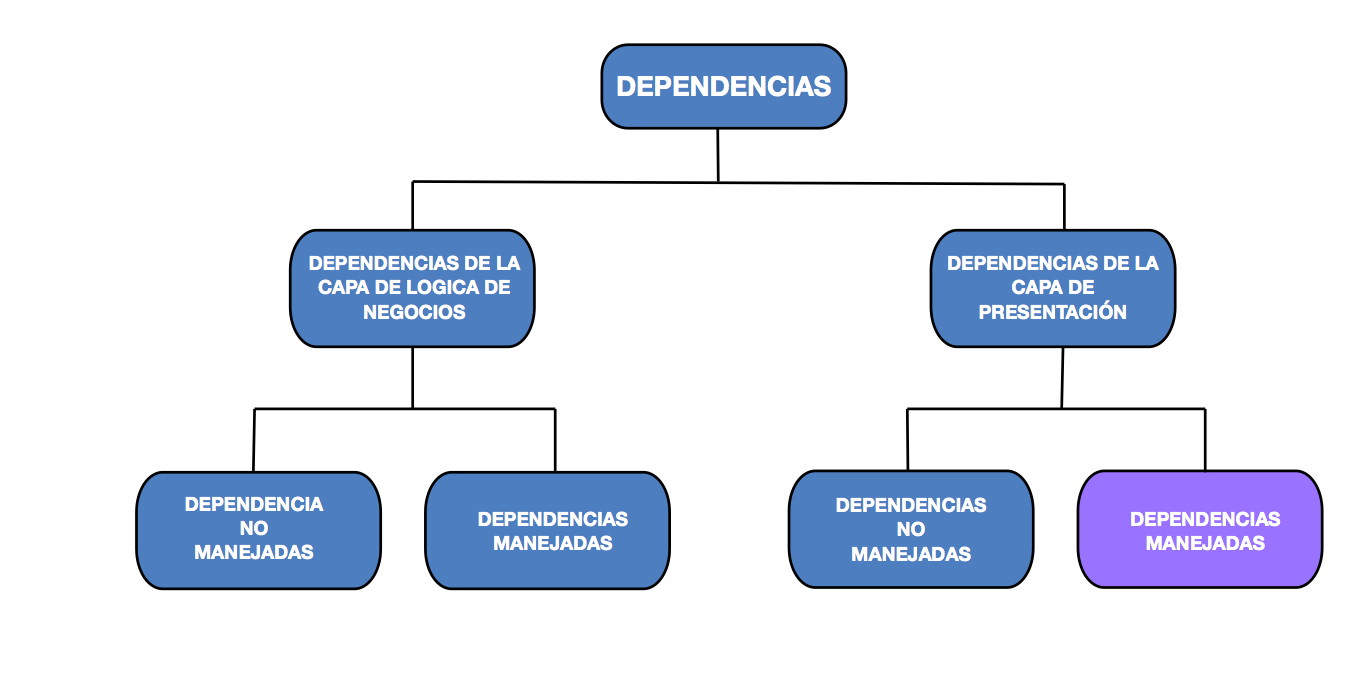 DEPENDENCIAS
DEPENDENCIAS DE LA
CAPA DE LOGICA DE
NEGOCIOS
DEPENDENCIAS DE LA
CAPA DE
PRESENTACIÓN
DEPENDENCIA
NO
MANEJADAS
DEPENDENCIAS
MANEJADAS
DEPENDENCIAS
NO
MANEJADAS
DEPENDENCIAS
MANEJADAS